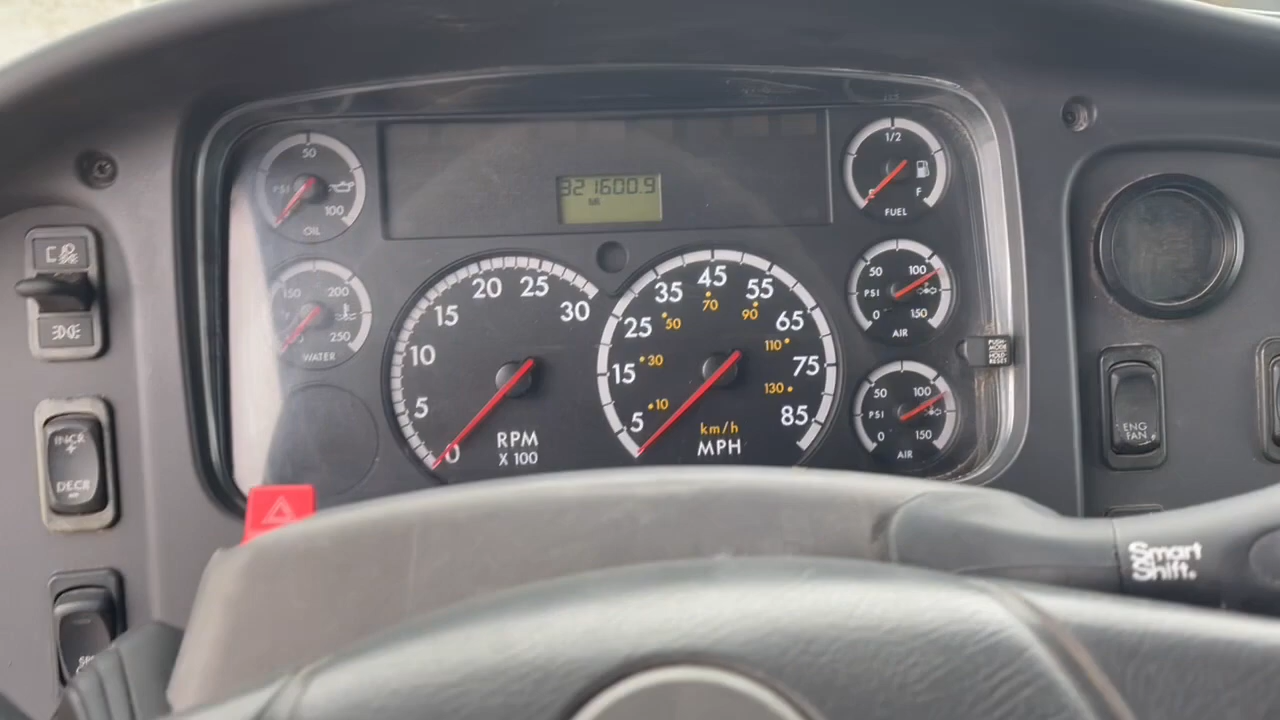 321600.9
50
PSI
100
OIL
150
200
250
WATER
0
5
10
15
20
25
30
RPM
X 100
5
15
25
35
45
55
65
75
85
10
30
50
70
90
110
130
km/h
MPH
1/2
E
F
FUEL
50
100
PSI
0
150
AIR
50
100
PSI
0
150
AIR
PUSH-
MODE
HOLD-
RESET
INCR
+
DECR
ENG
FAN
Smart
Shift.